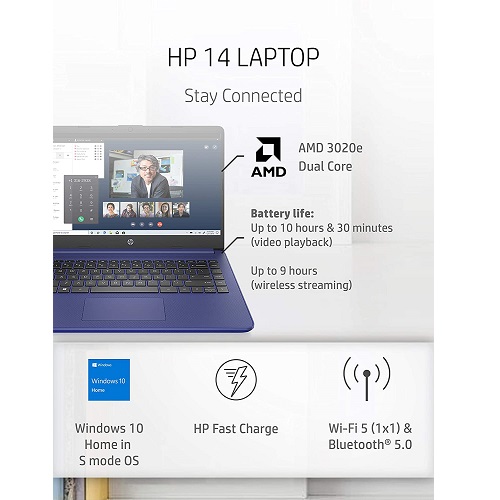 HP 14 LAPTOP
Stay Connected
AMD
AMD 3020e
Dual Core
Battery life:
Up to 10 hours & 30 minutes
(video playback)
Up to 9 hours
(wireless streaming)
hp
Windows
Windows 10
Home
Windows 10
Home in
S mode OS
HP Fast Charge
Wi-Fi 5 (1x1) &
Bluetooth® 5.0